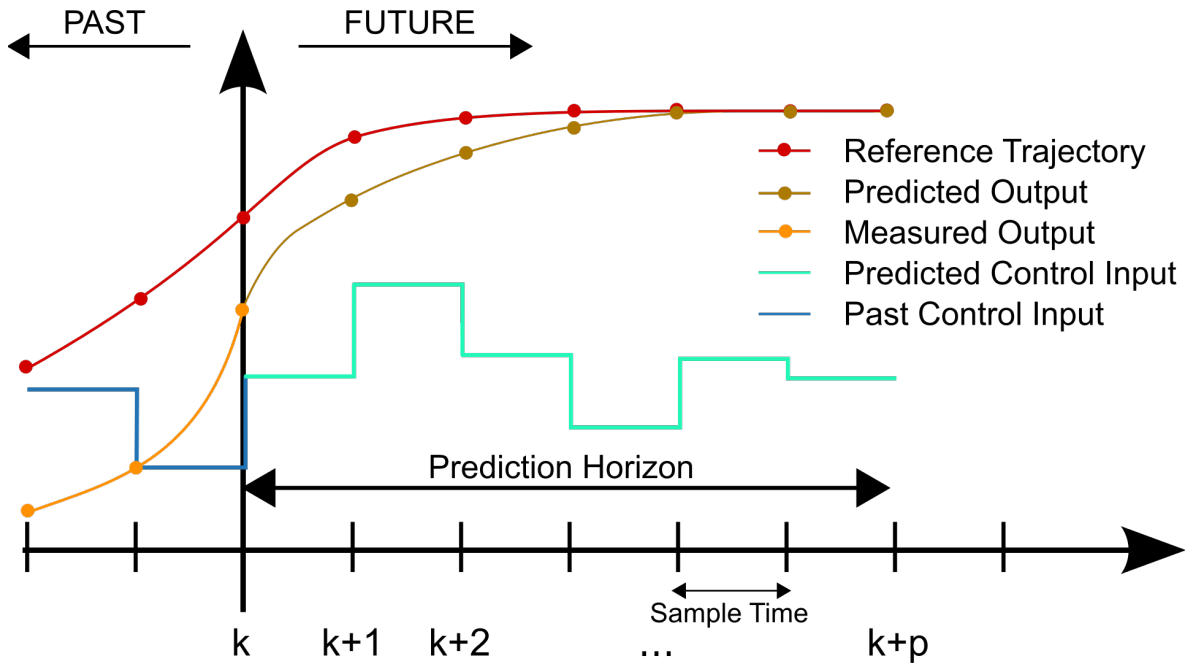 PAST
FUTURE
Reference Trajectory
Predicted Output
Measured Output
Predicted Control Input
Past Control Input
Prediction Horizon
Sample Time
k
k+1
k+2
...
k+p